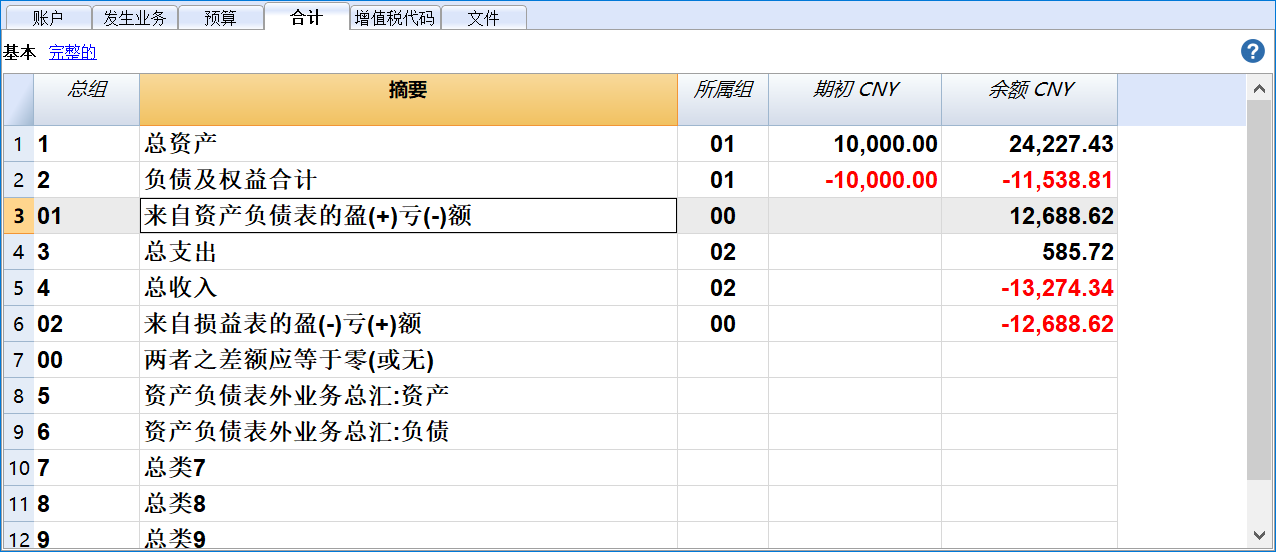 账户 发生业务 预算 合计 增值税代码 文件
基本 完整的 ?
总组 摘要 所属组 期初 CNY 余额 CNY
1 1 总资产 01 10,000.00 24,227.43
2 2 负债及权益合计 01 -10,000.00 -11,538.81
3 01 来自资产负债表的盈(+)亏(-)额 00 12,688.62
4 3 总支出 02 585.72
5 4 总收入 02 -13,274.34
6 02 来自损益表的盈(-)亏(+)额 00 -12,688.62
7 00 两者之差额应等于零(或无)
8 5 资产负债表外业务总汇:资产
9 6 资产负债表外业务总汇:负债
10 7 总类7
11 8 总类8
12 9 总类9